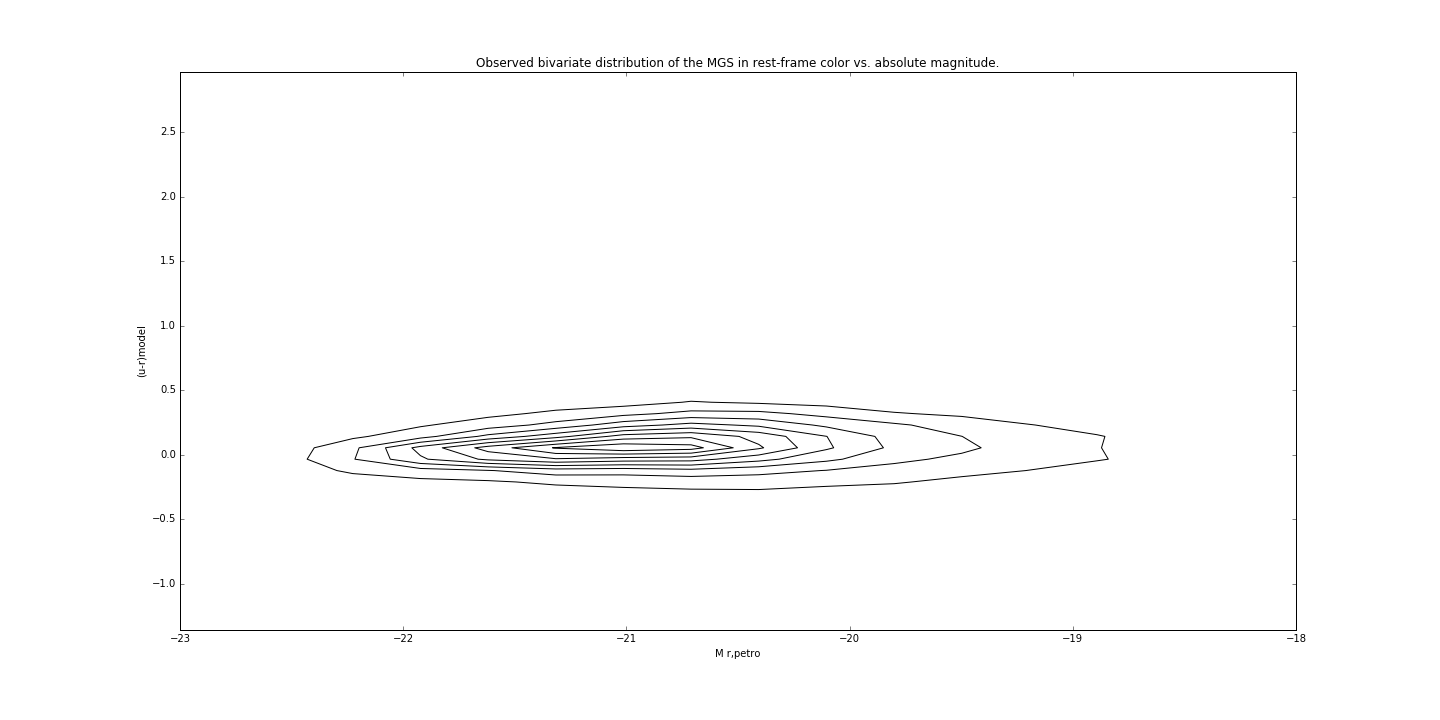 Observed bivariate distribution of the MGS in rest-frame color vs. absolute magnitude.
2.5
2.0
1.5
1.0
0.5
0.0
−0.5
−1.0
(u-r)model
−23 −22 −21 −20 −19 −18
M r,petro